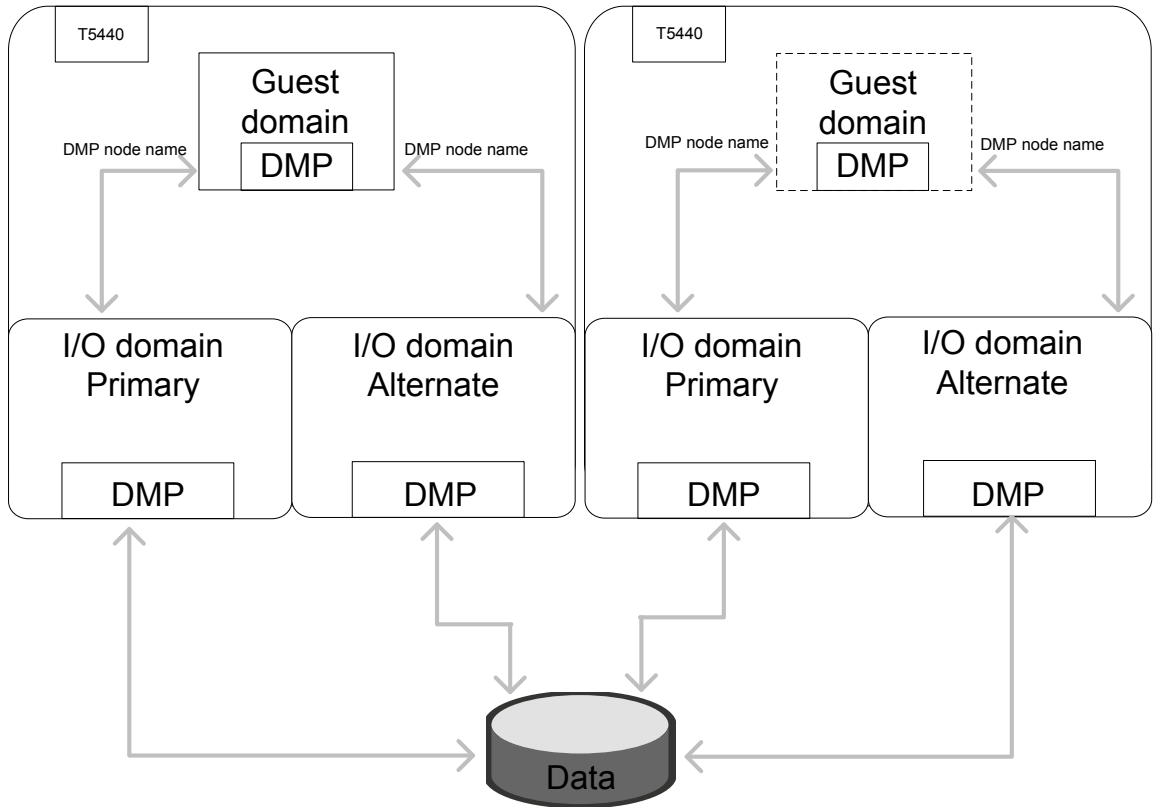 T5440
Guest
domain
DMP
DMP node name
DMP node name
I/O domain
Primary
DMP
I/O domain
Alternate
DMP
T5440
Guest
domain
DMP
DMP node name
DMP node name
I/O domain
Primary
DMP
I/O domain
Alternate
DMP
Data